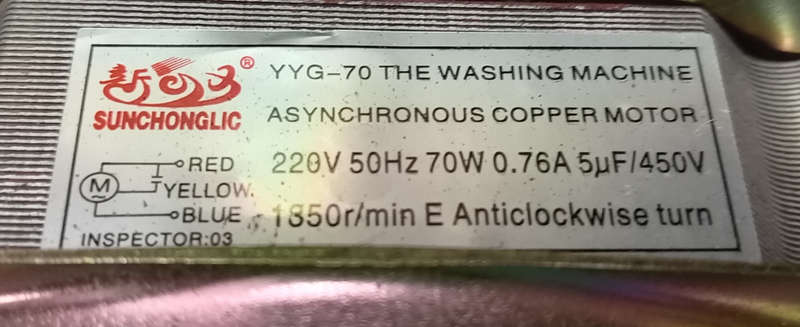 SUNCHONGLIC ®
YYG-70 THE WASHING MACHINE
ASYNCHRONOUS COPPER MOTOR
220V 50Hz 70W 0.76A 5μF/450V
1350r/min E Anticlockwise turn
M
RED
YELLOW.
BLUE
INSPECTOR:03